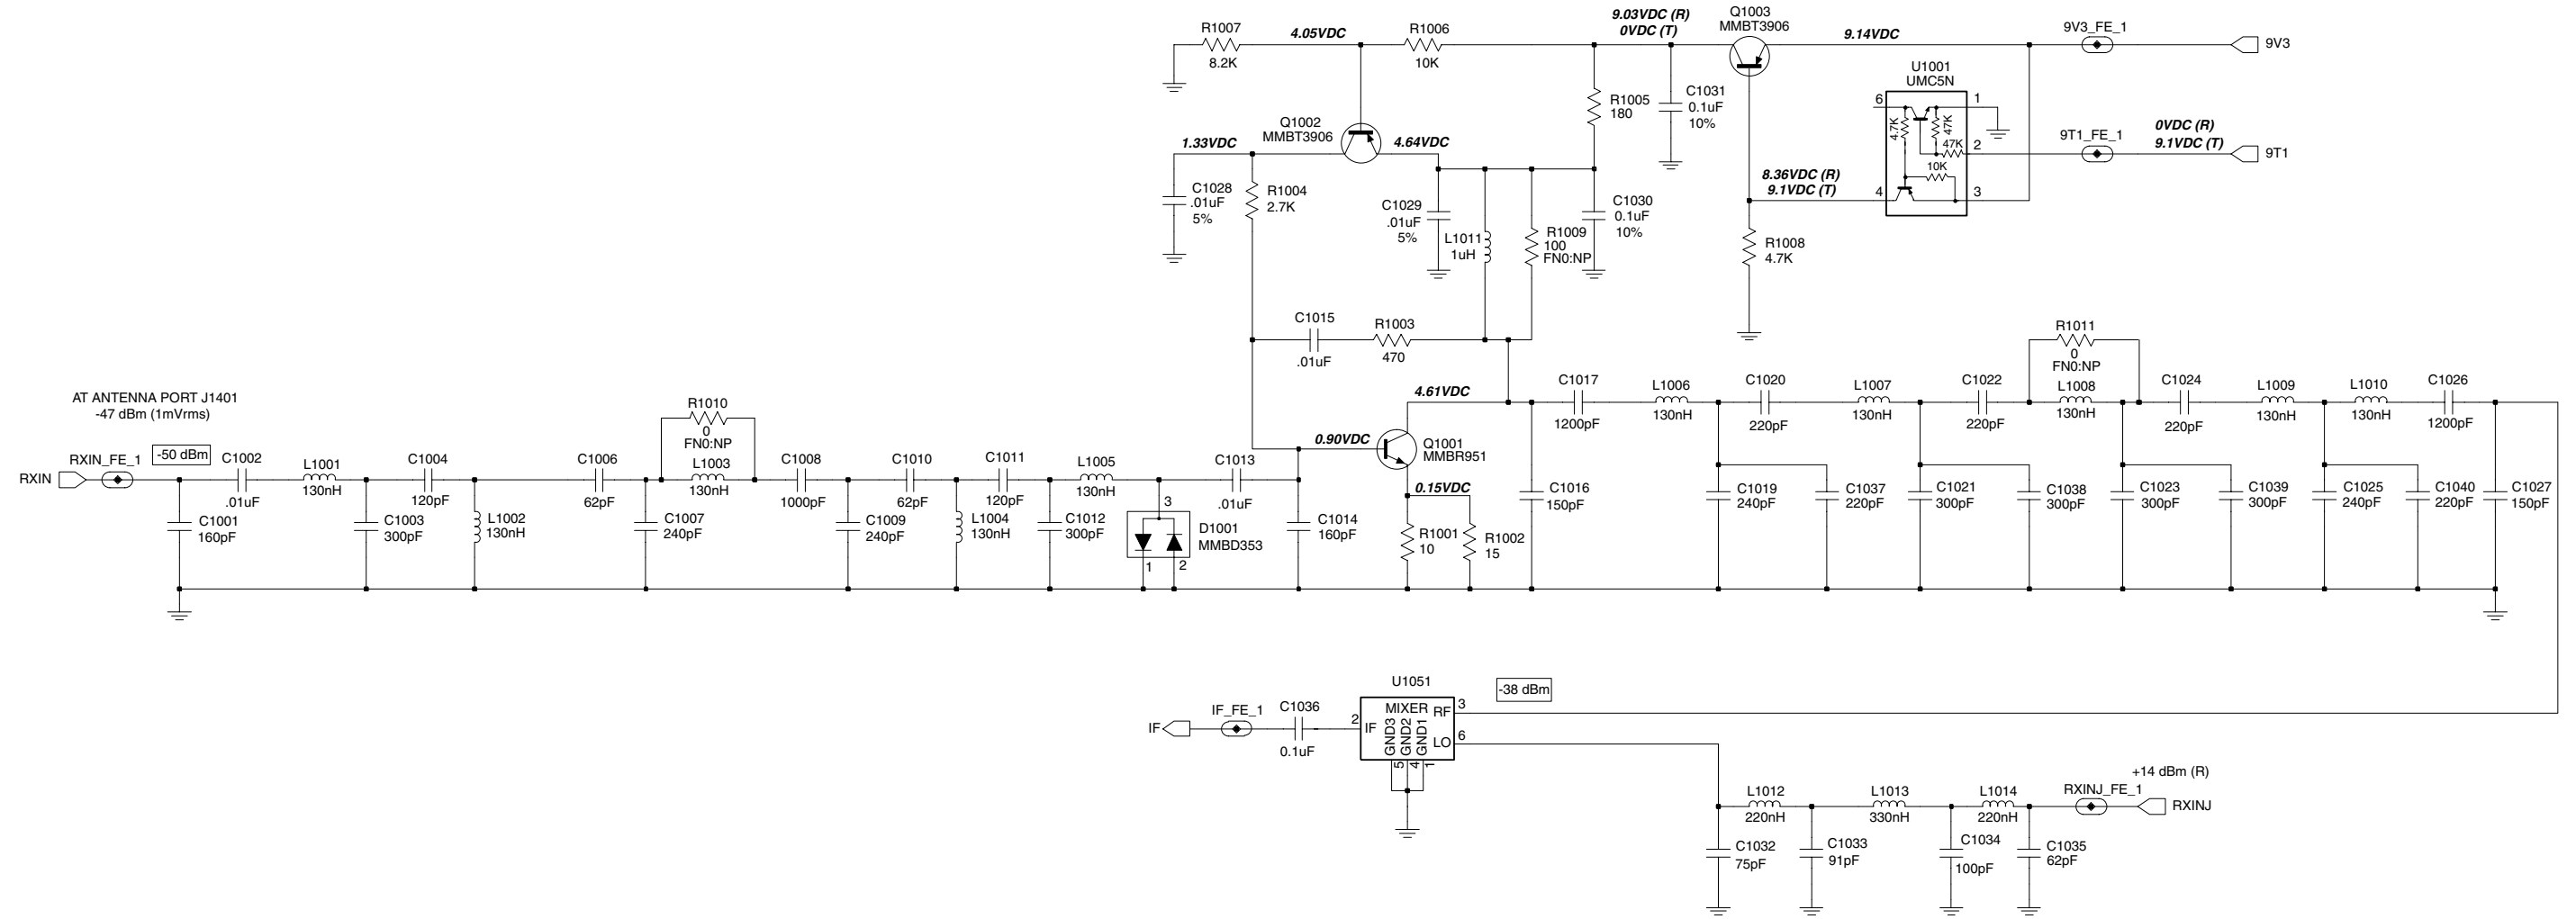 R1007
8.2K
4.05VDC
R1006
10K
9.03VDC (R)
0VDC (T)
Q1003
MMBT3906
9.14VDC
9V3_FE_1
9V3
U1001
UMC5N
6
1
4.7K
47K
47K
2
10K
4
3
9T1_FE_1
0VDC (R)
9.1VDC (T)
9T1
R1005
180
C1031
0.1uF
10%
Q1002
MMBT3906
1.33VDC
4.64VDC
8.36VDC (R)
9.1VDC (T)
C1028
.01uF
5%
R1004
2.7K
C1029
.01uF
5%
L1011
1uH
R1009
100
FN0:NP
C1030
0.1uF
10%
R1008
4.7K
C1015
.01uF
R1003
470
R1011
0
FN0:NP
AT ANTENNA PORT J1401
-47 dBm (1mVrms)
R1010
0
FN0:NP
4.61VDC
C1017
1200pF
L1006
130nH
C1020
220pF
L1007
130nH
C1022
220pF
L1008
130nH
C1024
220pF
L1009
130nH
L1010
130nH
C1026
1200pF
RXIN
RXIN_FE_1
-50 dBm
C1002
.01uF
L1001
130nH
C1004
120pF
C1006
62pF
L1003
130nH
C1008
1000pF
C1010
62pF
C1011
120pF
L1005
130nH
C1013
.01uF
0.90VDC
Q1001
MMBR951
0.15VDC
C1001
160pF
C1003
300pF
L1002
130nH
C1007
240pF
C1009
240pF
L1004
130nH
C1012
300pF
3
D1001
MMBD353
1
2
C1014
160pF
R1001
10
R1002
15
C1016
150pF
C1019
240pF
C1037
220pF
C1021
300pF
C1038
300pF
C1023
300pF
C1039
300pF
C1025
240pF
C1040
220pF
C1027
150pF
U1051
-38 dBm
MIXER
RF
3
IF
IF_FE_1
C1036
0.1uF
2
IF
GND3
GND2
GND1
LO
6
5
4
1
+14 dBm (R)
L1012
220nH
L1013
330nH
L1014
220nH
RXINJ_FE_1
RXINJ
C1032
75pF
C1033
91pF
C1034
100pF
C1035
62pF